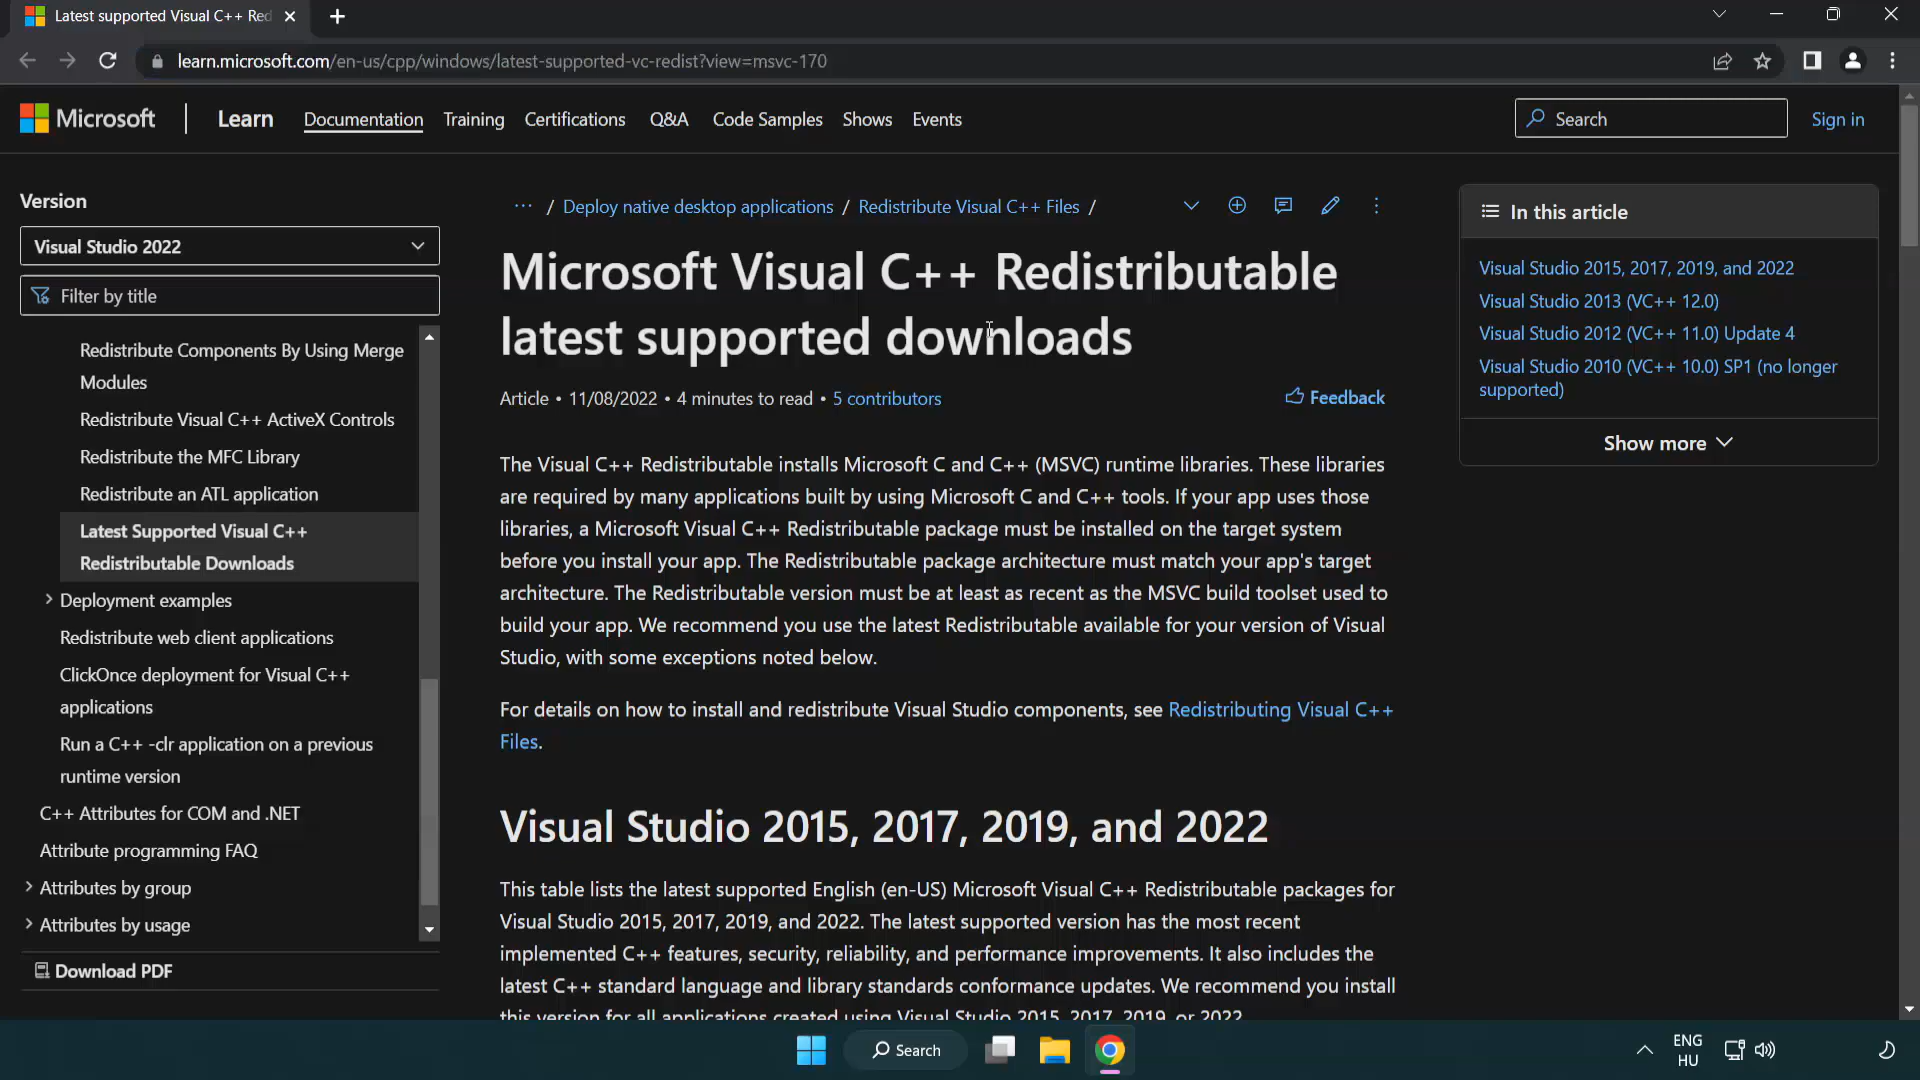 Latest supported Visual C++ Red
learn.microsoft.com/en-us/cpp/windows/latest-supported-vc-redist?view=msvc-170
Microsoft
Learn
Documentation
Training
Certifications
Q&A
Code Samples
Shows
Events
Search
Sign in
Version
Visual Studio 2022
Filter by title
Redistribute Components By Using Merge
Modules
Redistribute Visual C++ ActiveX Controls
Redistribute the MFC Library
Redistribute an ATL application
Latest Supported Visual C++
Redistributable Downloads
Deployment examples
Redistribute web client applications
ClickOnce deployment for Visual C++
applications
Run a C++ -clr application on a previous
runtime version
C++ Attributes for COM and .NET
Attribute programming FAQ
Attributes by group
Attributes by usage
Download PDF
... / Deploy native desktop applications / Redistribute Visual C++ Files /
Microsoft Visual C++ Redistributable
latest supported downloads
Article • 11/08/2022 • 4 minutes to read • 5 contributors
Feedback
The Visual C++ Redistributable installs Microsoft C and C++ (MSVC) runtime libraries. These libraries
are required by many applications built by using Microsoft C and C++ tools. If your app uses those
libraries, a Microsoft Visual C++ Redistributable package must be installed on the target system
before you install your app. The Redistributable package architecture must match your app's target
architecture. The Redistributable version must be at least as recent as the MSVC build toolset used to
build your app. We recommend you use the latest Redistributable available for your version of Visual
Studio, with some exceptions noted below.
For details on how to install and redistribute Visual Studio components, see Redistributing Visual C++
Files.
Visual Studio 2015, 2017, 2019, and 2022
This table lists the latest supported English (en-US) Microsoft Visual C++ Redistributable packages for
Visual Studio 2015, 2017, 2019, and 2022. The latest supported version has the most recent
implemented C++ features, security, reliability, and performance improvements. It also includes the
latest C++ standard language and library standards conformance updates. We recommend you install
this version for all applications created using Visual Studio 2015, 2017, 2019, or 2022.
In this article
Visual Studio 2015, 2017, 2019, and 2022
Visual Studio 2013 (VC++ 12.0)
Visual Studio 2012 (VC++ 11.0) Update 4
Visual Studio 2010 (VC++ 10.0) SP1 (no longer
supported)
Show more
Search
ENG
HU